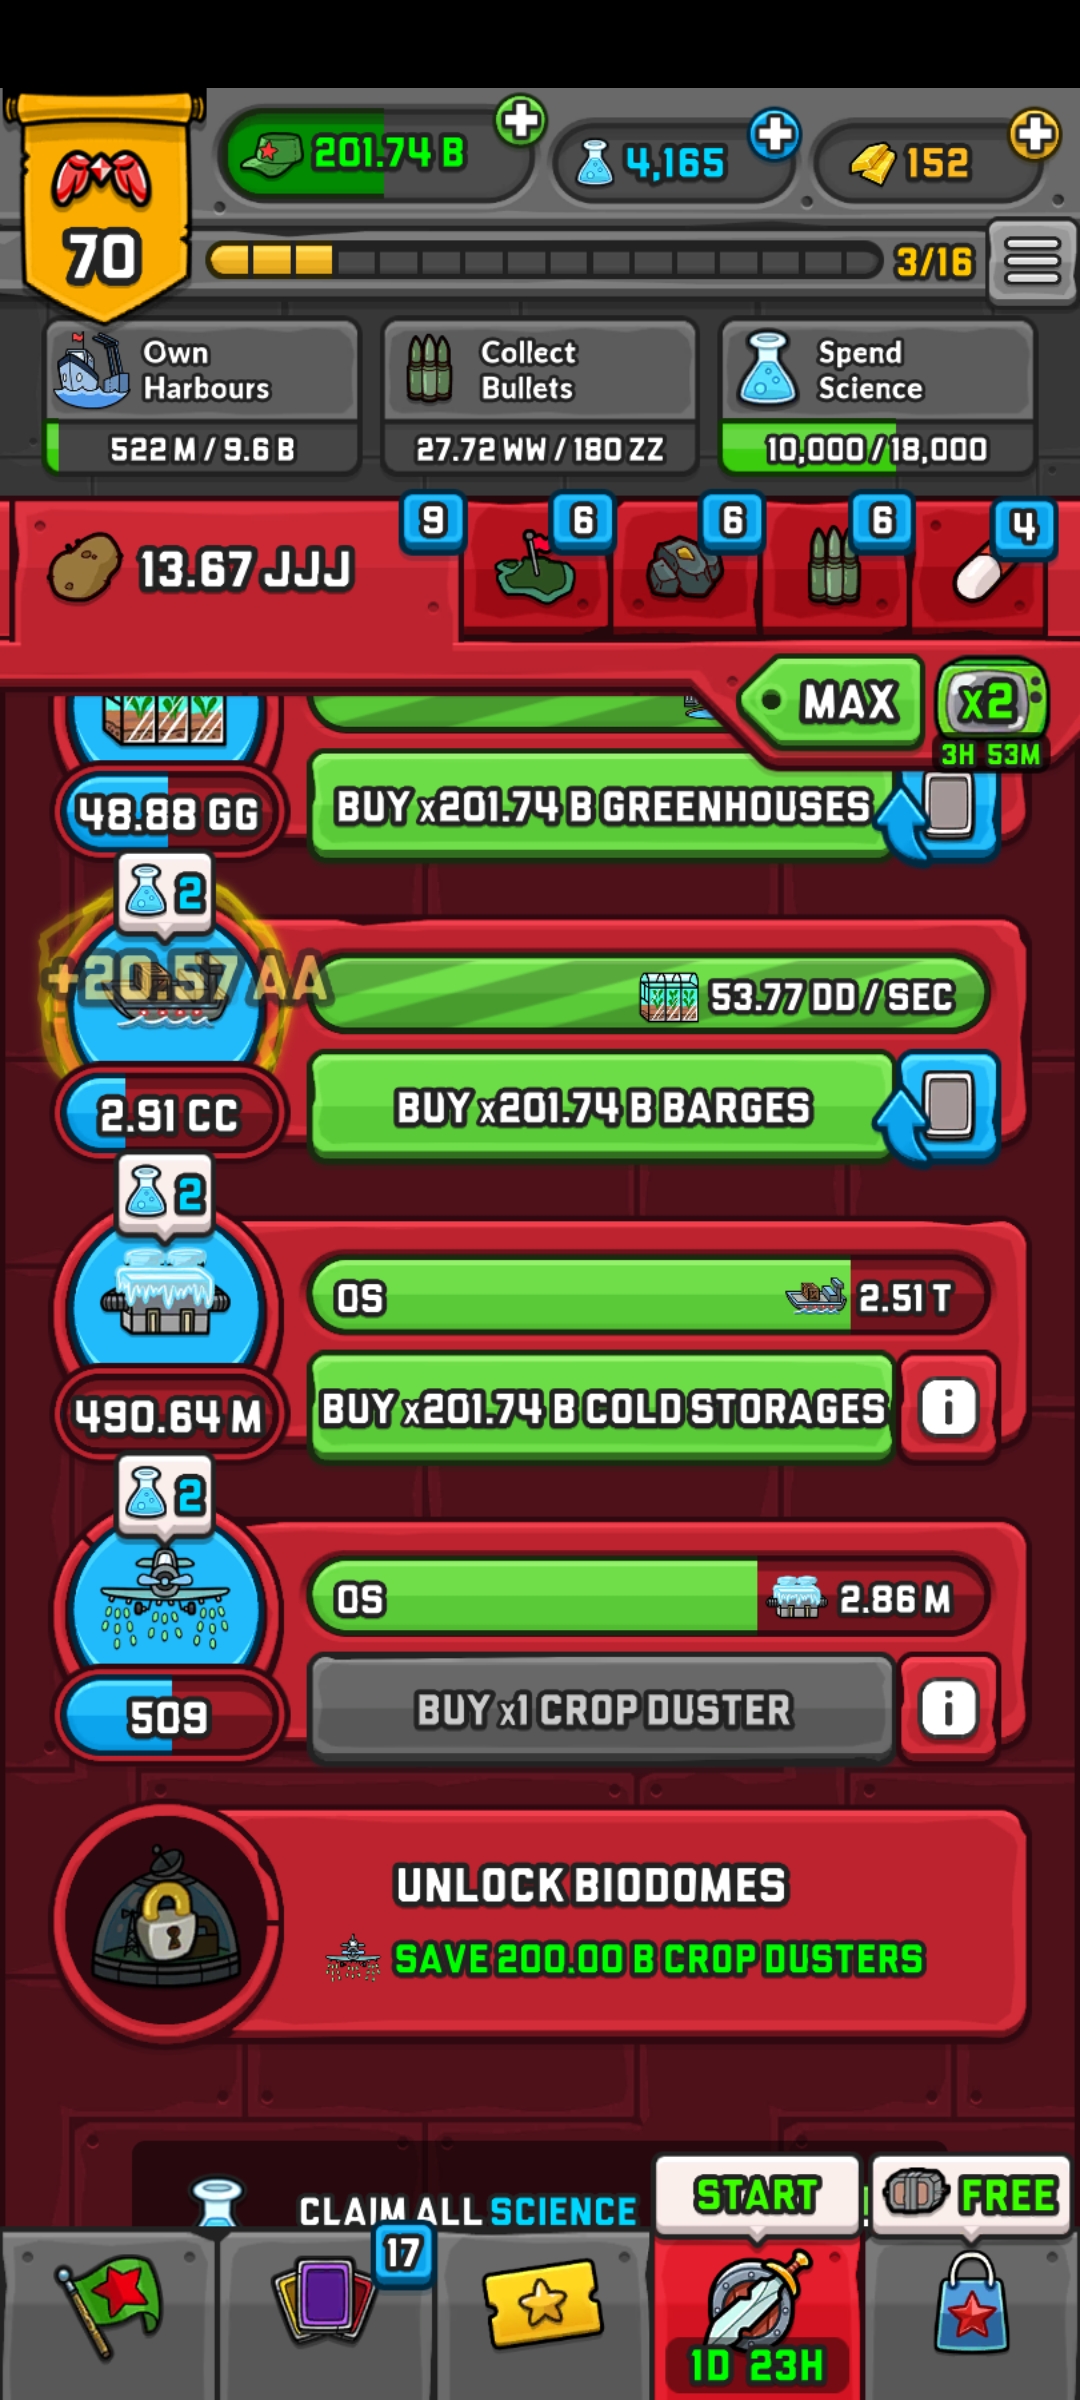 70
201.74 B
4,165
152
3/16
Own
Harbours
522 M / 9.6 B
Collect
Bullets
27.72 WW / 180 ZZ
Spend
Science
10,000 / 18,000
13.67 JJJ
9
6
6
6
4
MAX
x2
3H 53M
48.88 GG
BUY x201.74 B GREENHOUSES
2
+20.57 AA
53.77 DD / SEC
2.91 CC
BUY x201.74 B BARGES
2
0S
2.51 T
490.64 M
BUY x201.74 B COLD STORAGES
i
2
0S
2.86 M
509
BUY x1 CROP DUSTER
i
UNLOCK BIODOMES
SAVE 200.00 B CROP DUSTERS
CLAIM ALL SCIENCE
START
FREE
17
1D 23H